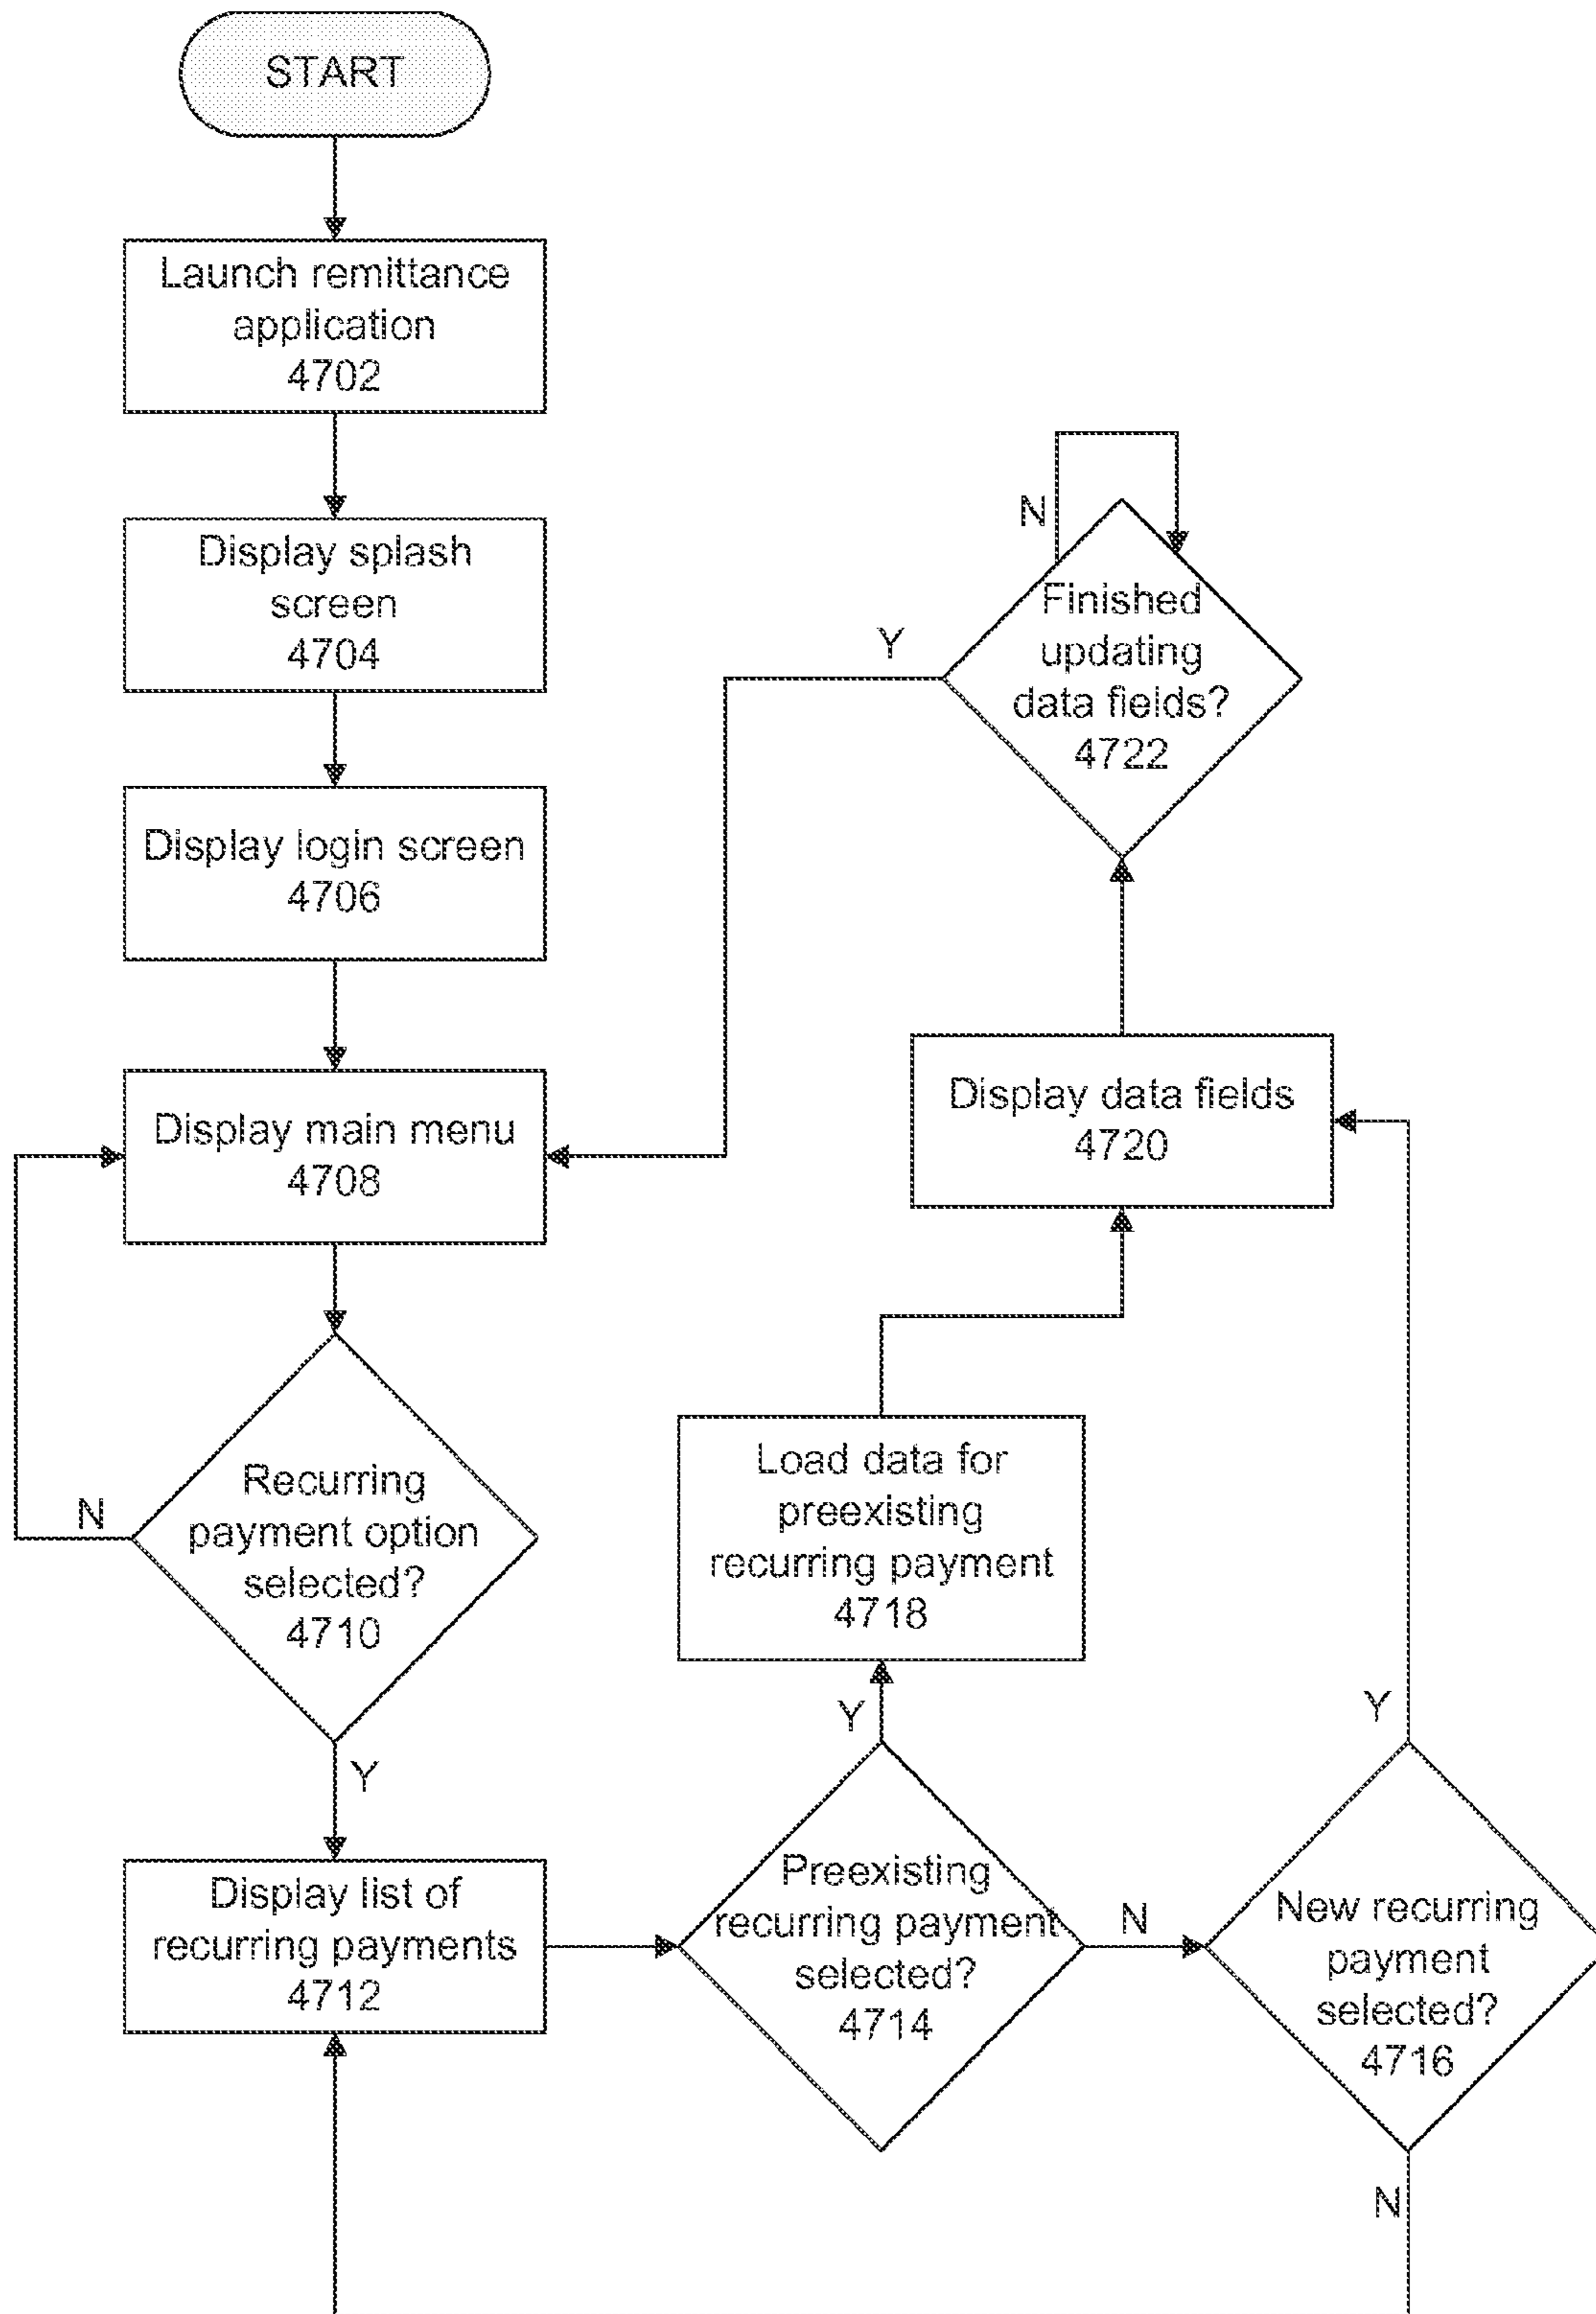 START
Launch remittance
application
4702
Display splash
screen
4704
Display login screen
4706
Display main menu
4708
N
Recurring
payment option
selected?
4710
Y
Display list of
recurring payments
4712
Preexisting
recurring payment
selected?
4714
Y
N
Load data for
preexisting
recurring payment
4718
New recurring
payment
selected?
4716
Y
N
Display data fields
4720
Finished
updating
data fields?
4722
N
Y